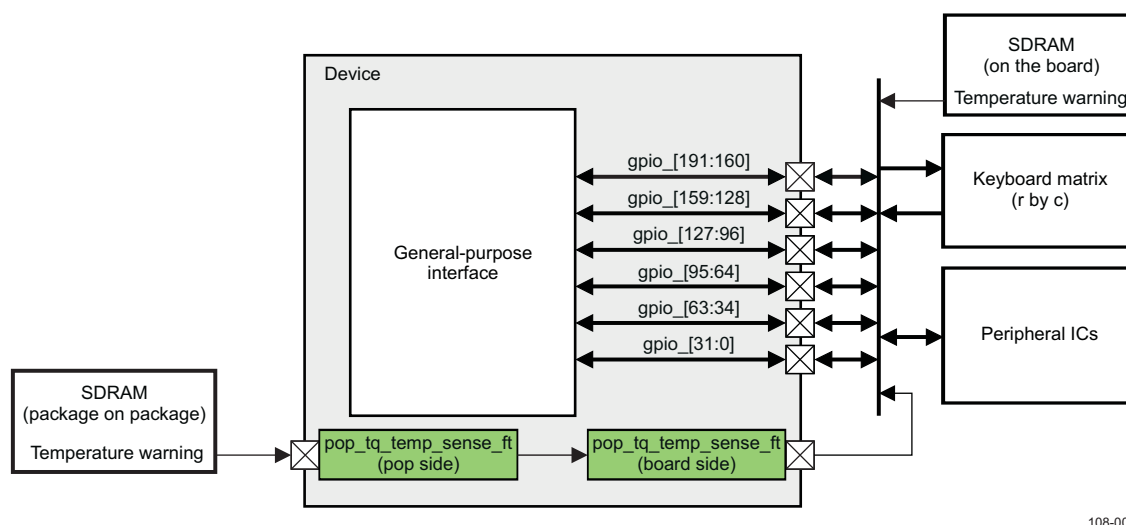 SDRAM
(on the board)
Temperature warning
Device
gpio_[191:160]
Keyboard matrix
(r by c)
gpio_[159:128]
gpio_[127:96]
General-purpose
interface
gpio_[95:64]
gpio_[63:34]
Peripheral ICs
gpio_[31:0]
SDRAM
(package on package)
Temperature warning
pop_tq_temp_sense_ft
(pop side)
pop_tq_temp_sense_ft
(board side)